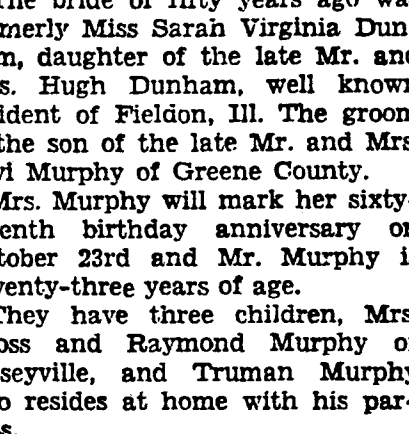 The bride of fifty years ago wa
merly Miss Sarah Virginia Dun
m, daughter of the late Mr. and
s. Hugh Dunham, well known
ident of Fieldon, Ill. The groom
the son of the late Mr. and Mrs
vi Murphy of Greene County.
Mrs. Murphy will mark her sixty-
enth birthday anniversary on
tober 23rd and Mr. Murphy i
venty-three years of age.
They have three children, Mrs
oss and Raymond Murphy o
seyville, and Truman Murphy
o resides at home with his par-
s.